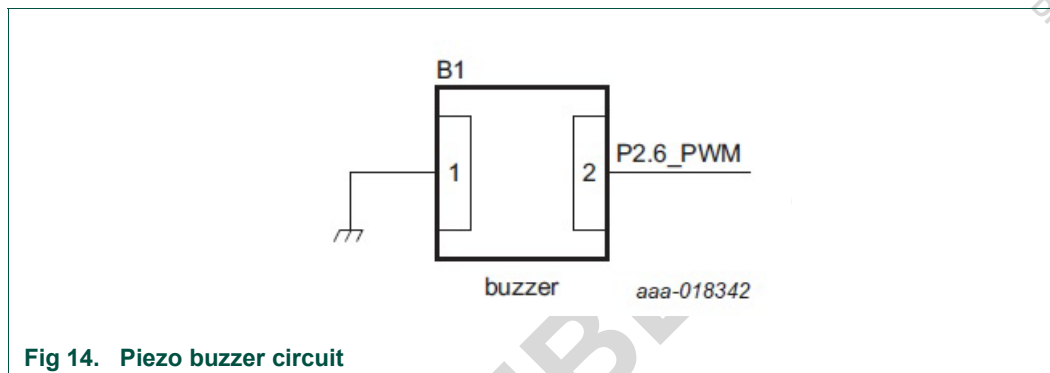 B1
1
2
P2.6_PWM
buzzer
aaa-018342
Fig 14. Piezo buzzer circuit